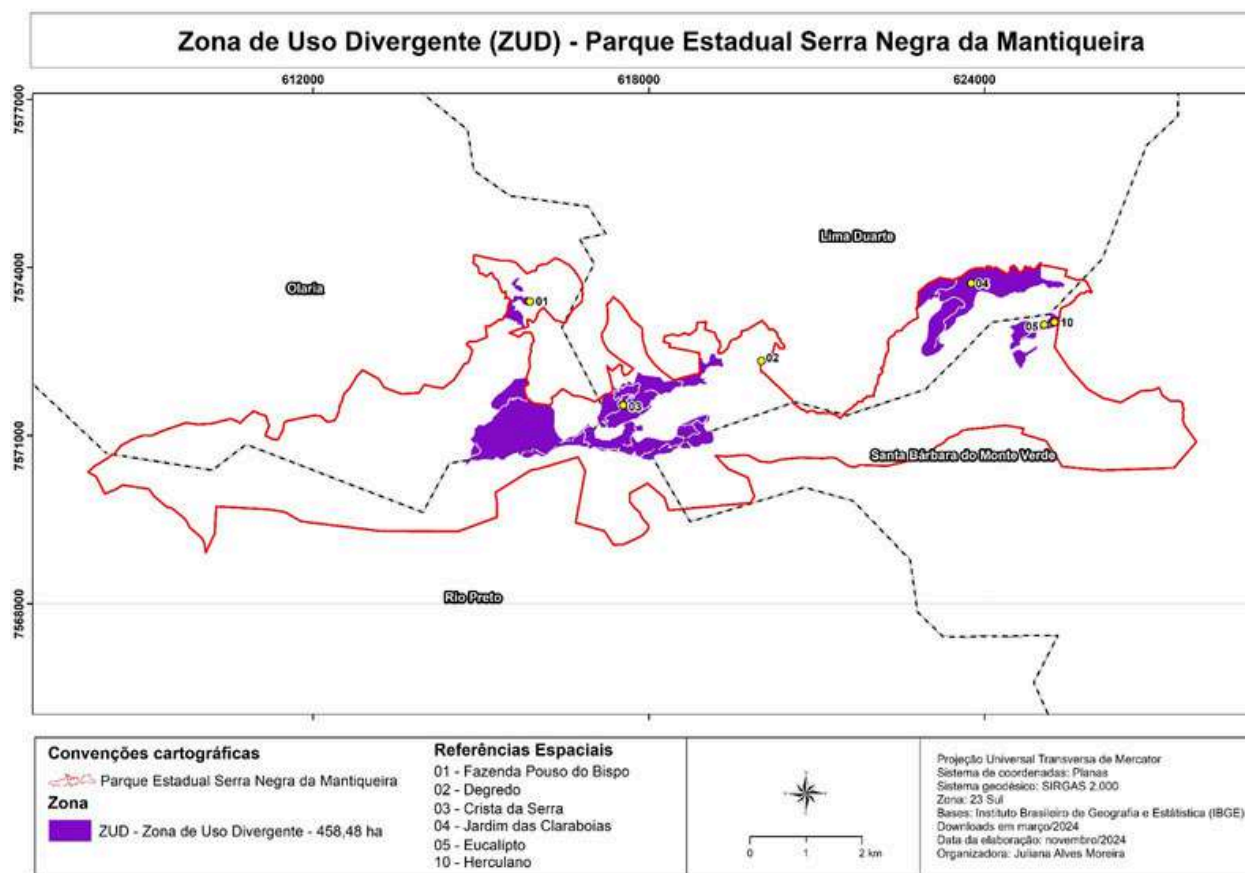 Zona de Uso Divergente (ZUD) - Parque Estadual Serra Negra da Mantiqueira
612000
618000
624000
7577000
7574000
7571000
7568000
Lima Duarte
Olaria
04
01
05
10
02
03
Santa Bárbara do Monte Verde
Rio Preto
Convenções cartográficas
Parque Estadual Serra Negra da Mantiqueira
Zona
ZUD - Zona de Uso Divergente - 458,48 ha
Referências Espaciais
01 - Fazenda Pouso do Bispo
02 - Degredo
03 - Crista da Serra
04 - Jardim das Claraboias
05 - Eucalipto
10 - Herculano
0 1 2 km
Projeção Universal Transversa de Mercator
Sistema de coordenadas: Planas
Sistema geodésico: SIRGAS 2.000
Zona: 23 Sul
Bases: Instituto Brasileiro de Geografia e Estátistica (IBGE)
Downloads em março/2024
Data da elaboração: novembro/2024
Organizadora: Juliana Alves Moreira